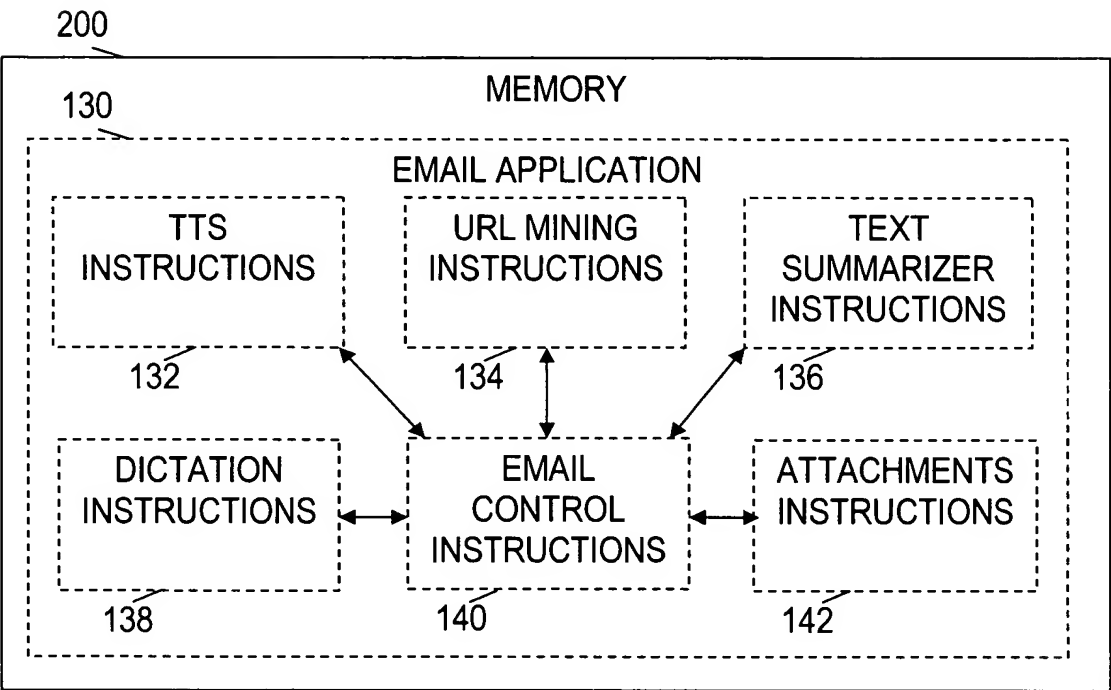 200
MEMORY
130
EMAIL APPLICATION
TTS
INSTRUCTIONS
132
URL MINING
INSTRUCTIONS
134
TEXT
SUMMARIZER
INSTRUCTIONS
136
DICTATION
INSTRUCTIONS
138
EMAIL
CONTROL
INSTRUCTIONS
140
ATTACHMENTS
INSTRUCTIONS
142